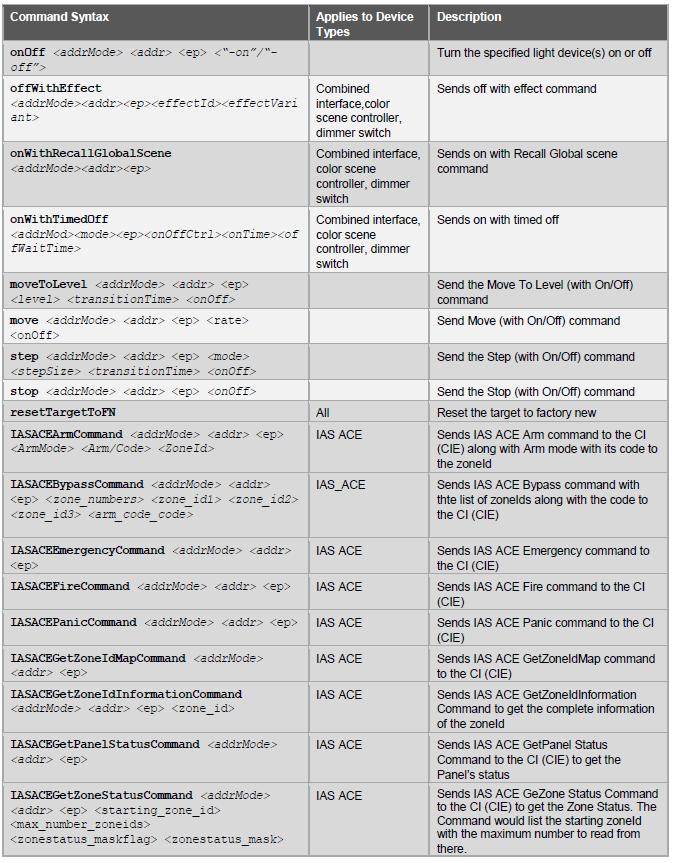 Command Syntax
Applies to Device
Types
Description
onOff <addrMode> <addr> <ep> <“-on”/“-
off”>
Turn the specified light device(s) on or off
offWithEffect
<addrMode><addr><ep><effectId><effectVari
ant>
Combined
interface,color
scene controller,
dimmer switch
Sends off with effect command
onWithRecallGlobalScene
<addrMode><addr><ep>
Combined interface,
color scene
controller, dimmer
switch
Sends on with Recall Global scene
command
onWithTimedOff
<addrMod><mode><ep><onOffCtrl><onTime><of
fWaitTime>
Combined interface,
color scene
controller, dimmer
switch
Sends on with timed off
moveToLevel <addrMode> <addr> <ep>
<level> <transitionTime> <onOff>
Send the Move To Level (with On/Off)
command
move <addrMode> <addr> <ep> <rate>
<onOff>
Send Move (with On/Off) command
step <addrMode> <addr> <ep> <mode>
<stepSize> <transitionTime> <onOff>
Send the Step (with On/Off) command
stop <addrMode> <addr> <ep> <onOff>
Send the Stop (with On/Off) command
resetTargetToFN
All
Reset the target to factory new
IASACEArmCommand <addrMode> <addr> <ep>
<ArmMode> <Arm/Code> <ZoneId>
IAS ACE
Sends IAS ACE Arm command to the CI
(CIE) along with Arm mode with its code to
the zoneId
IASACEBypassCommand <addrMode> <addr>
<ep> <zone_numbers> <zone_id1> <zone_id2>
<zone_id3> <arm_code_code>
IAS_ACE
Sends IAS ACE Bypass command with
thte list of zoneIds along with the code to
the CI (CIE)
IASACEEmergencyCommand <addrMode> <addr>
<ep>
IAS ACE
Sends IAS ACE Emergency command to
the CI (CIE)
IASACEFireCommand <addrMode> <addr> <ep>
IAS ACE
Sends IAS ACE Fire command to the CI
(CIE)
IASACEPanicCommand <addrMode> <addr> <ep>
IAS ACE
Sends IAS ACE Panic command to the CI
(CIE)
IASACEGetZoneIdMapCommand <addrMode>
<addr> <ep>
IAS ACE
Sends IAS ACE GetZoneIdMap command
to the CI (CIE)
IASACEGetZoneIdInformationCommand
<addrMode> <addr> <ep> <zone_id>
IAS ACE
Sends IAS ACE GetZoneIdInformation
Command to get the complete information
of the zoneId
IASACEGetPanelStatusCommand <addrMode>
<addr> <ep>
IAS ACE
Sends IAS ACE GetPanel Status
Command to the CI (CIE) to get the
Panel's status
IASACEGetZoneStatusCommand <addrMode>
<addr> <ep> <starting_zone_id>
<max_number_zoneids>
<zonestatus_maskflag> <zonestatus_mask>
IAS ACE
Sends IAS ACE GeZone Status Command
to the CI (CIE) to get the Zone Status. The
Command would list the starting zoneId
with the maximum number to read from
there.